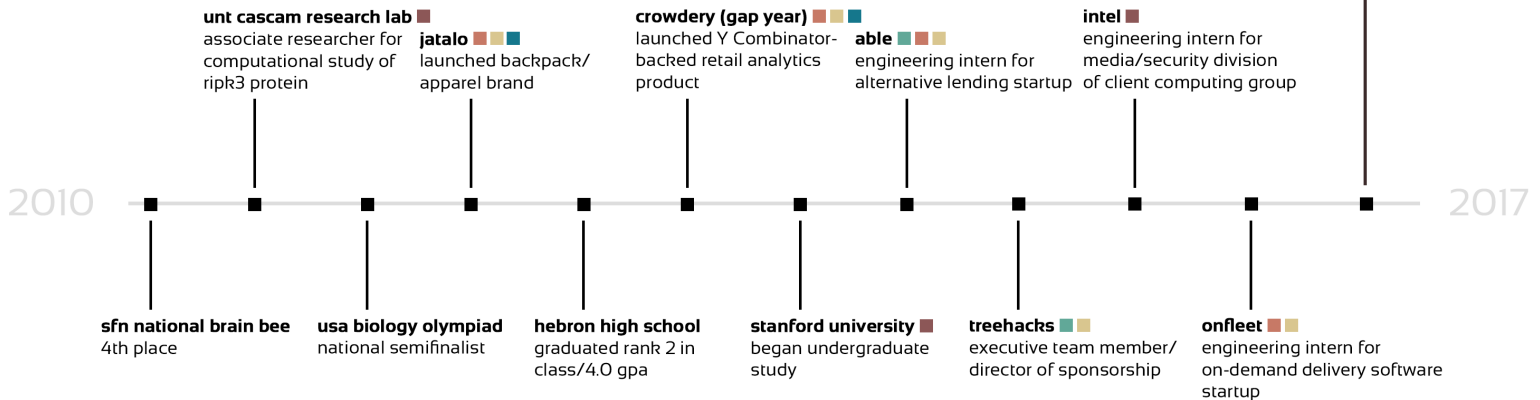 unt cascam research lab
associate researcher for
computational study of
ripk3 protein
jatalo
launched backpack/
apparel brand
crowdery (gap year)
launched Y Combinator-
backed retail analytics
product
able
engineering intern for
alternative lending startup
intel
engineering intern for
media/security division
of client computing group
2010
2017
sfn national brain bee
4th place
usa biology olympiad
national semifinalist
hebron high school
graduated rank 2 in
class/4.0 gpa
stanford university
began undergraduate
study
treehacks
executive team member/
director of sponsorship
onfleet
engineering intern for
on-demand delivery software
startup